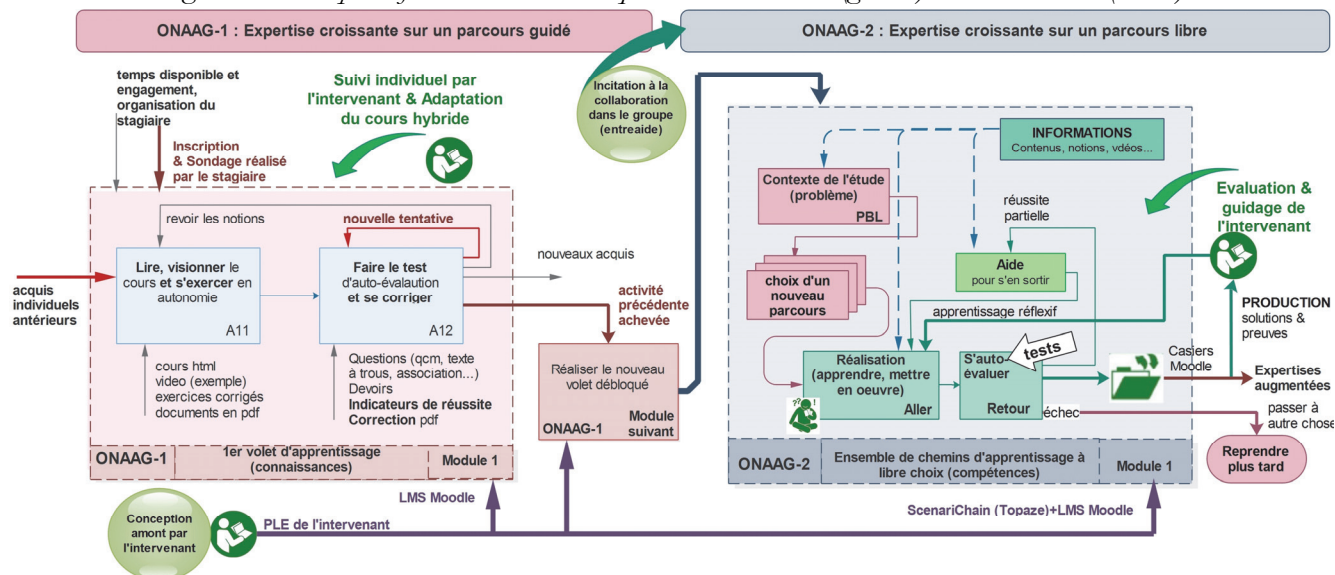 ONAAG-1 : Expertise croissante sur un parcours guidé
ONAAG-2 : Expertise croissante sur un parcours libre
temps disponible et
engagement,
organisation du
stagiaire
Inscription
& Sondage réalisé
par le stagiaire
Suivi individuel par
l'intervenant & Adaptation
du cours hybride
Incitation à la
collaboration
dans le groupe
(entreaide)
revoir les notions
nouvelle tentative
Lire, visionner le
cours et s'exercer en
autonomie
A11
Faire le test
d'auto-évalaution
et se corriger
A12
acquis
individuels
antérieurs
nouveaux acquis
activité
précédente
achevée
cours html
video (exemple)
exercices corrigés
documents en pdf
Questions (qcm, texte
à trous, association...)
Devoirs
Indicateurs de réussite
Correction pdf
Réaliser le nouveau
volet débloqué
Module
suivant
ONAAG-1
ONAAG-1
1er volet d'apprentissage
(connaissances)
Module 1
LMS Moodle
Conception
amont par
l'intervenant
PLE de l'intervenant
INFORMATIONS
Contenus, notions, vdéos...
Contexte de l'étude
(problème)
PBL
réussite
partielle
Evaluation &
guidage de
l'intervenant
choix d'un
nouveau
parcours
Aide
pour s'en sortir
apprentissage réflexif
PRODUCTION
solutions &
preuves
Réalisation
(apprendre, mettre
en oeuvre)
Aller
S'auto-
évaluer
Retour
tests
Casiers
Moodle
Expertises
augmentées
échec
passer à
autre chose
Reprendre
plus tard
ONAAG-2
Ensemble de chemins d'apprentissage à
libre choix (compétences)
Module 1
ScenariChain (Topaze)+LMS Moodle